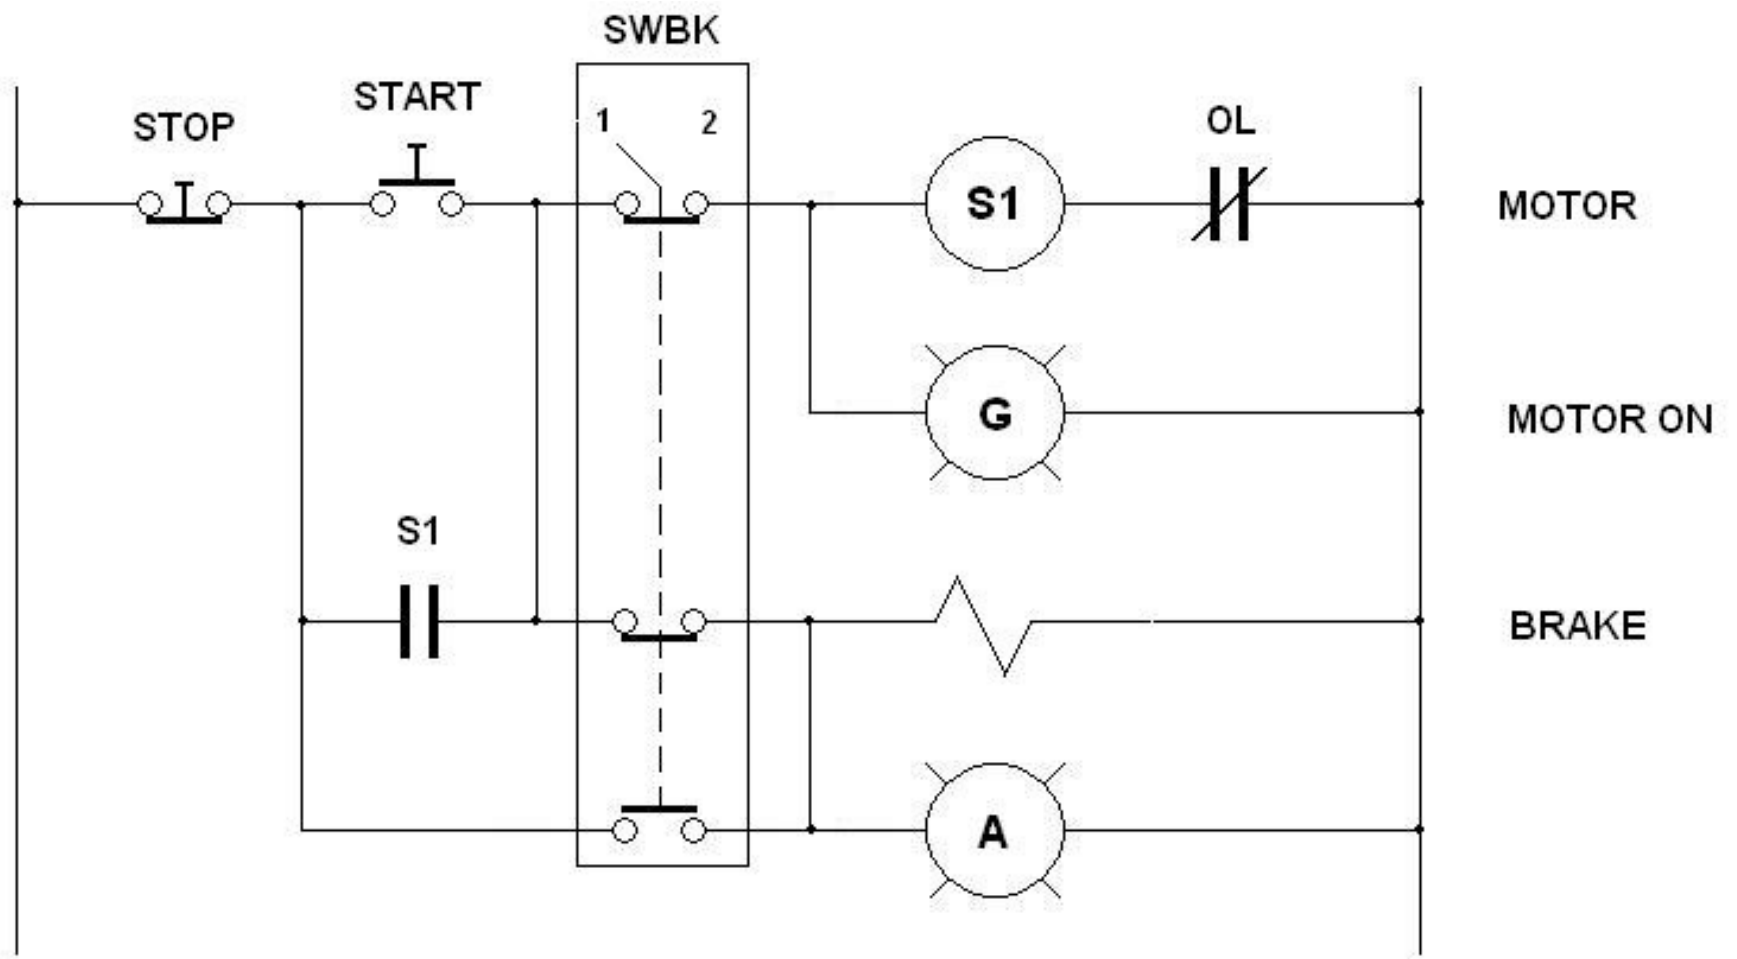 SWBK
START
STOP
1 2
OL
S1
MOTOR
G
MOTOR ON
S1
BRAKE
A